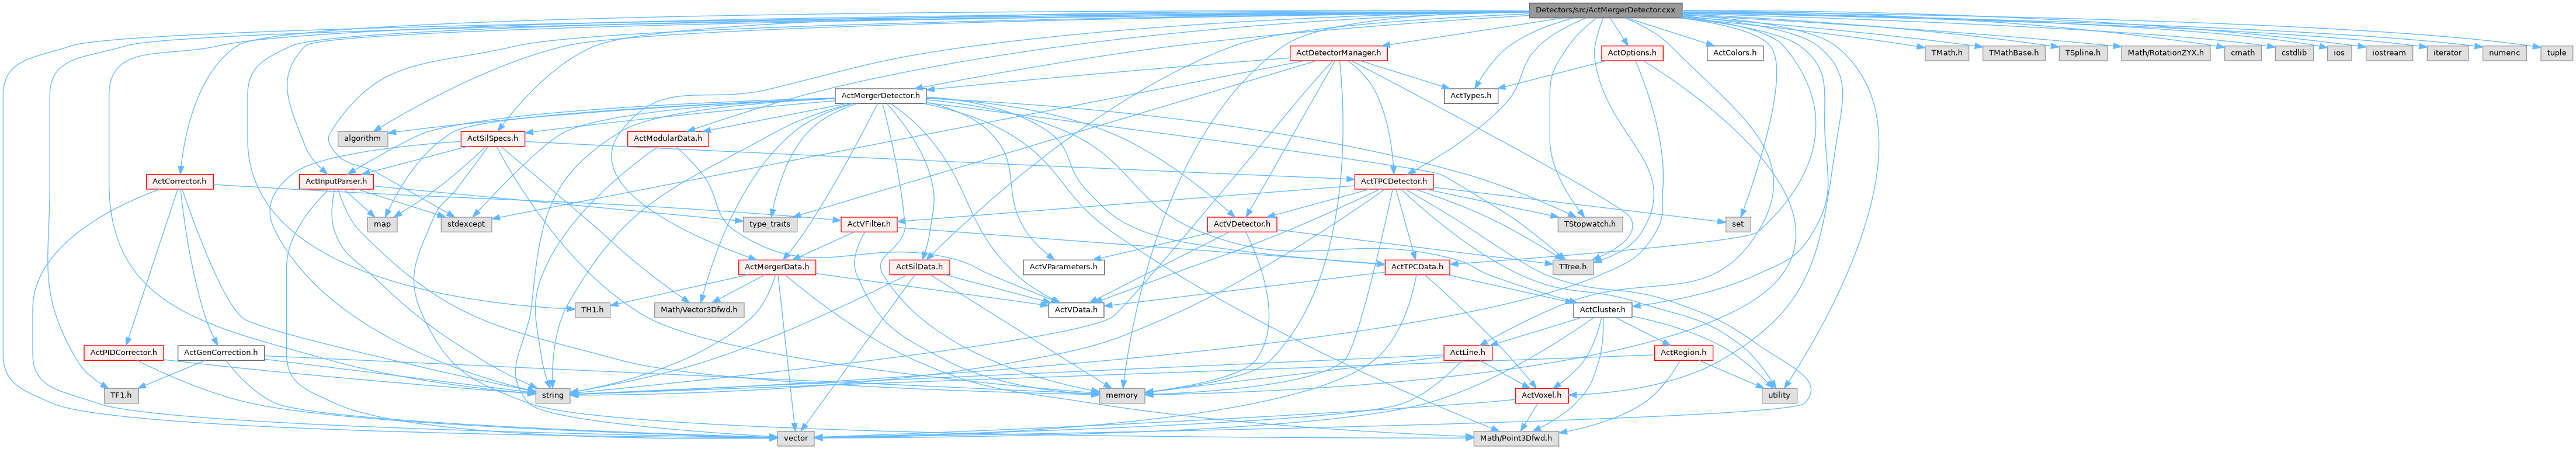 Detectors/src/ActMergerDetector.cxx
ActDetectorManager.h
ActOptions.h
ActColors.h
TMath.h
TMathBase.h
TSpline.h
Math/RotationZYX.h
cmath
cstdlib
ios
iostream
iterator
numeric
tuple
ActMergerDetector.h
ActTypes.h
algorithm
ActSilSpecs.h
ActModularData.h
ActCorrector.h
ActInputParser.h
ActTPCDetector.h
map
stdexcept
type_traits
ActVFilter.h
ActVDetector.h
TStopwatch.h
set
ActMergerData.h
ActSilData.h
ActVParameters.h
ActTPCData.h
TTree.h
TH1.h
Math/Vector3Dfwd.h
ActVData.h
ActCluster.h
ActPIDCorrector.h
ActGenCorrection.h
ActLine.h
ActRegion.h
TF1.h
string
memory
ActVoxel.h
utility
vector
Math/Point3Dfwd.h